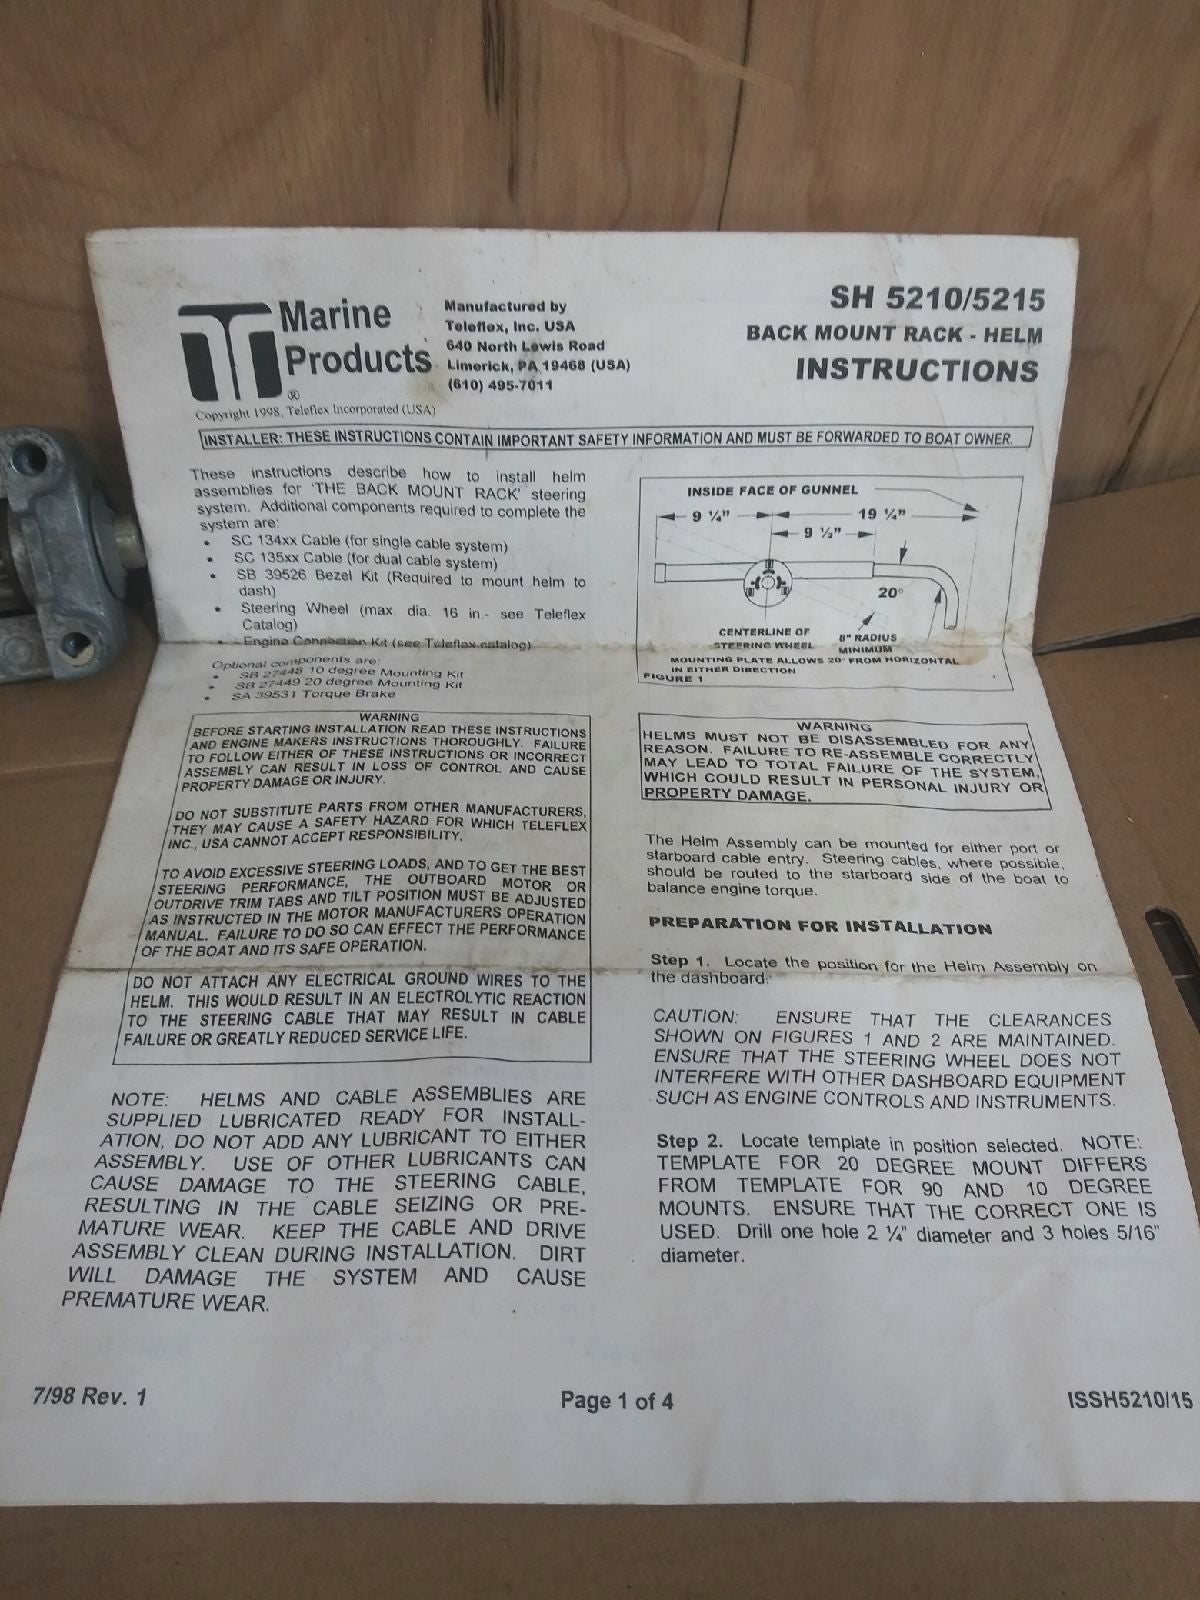 Marine
Products
®
Copyright 1998, Teleflex Incorporated (USA)
Manufactured by
Teleflex, Inc. USA
640 North Lewis Road
Limerick, PA 19468 (USA)
(610) 495-7011
SH 5210/5215
BACK MOUNT RACK - HELM
INSTRUCTIONS
INSTALLER: THESE INSTRUCTIONS CONTAIN IMPORTANT SAFETY INFORMATION AND MUST BE FORWARDED TO BOAT OWNER.
These instructions describe how to install helm
assemblies for 'THE BACK MOUNT RACK' steering
system. Additional components required to complete the
system are:
• SC 134xx Cable (for single cable system)
• SC 135xx Cable (for dual cable system)
• SB 39526 Bezel Kit (Required to mount helm to
dash)
• Steering Wheel (max. dia. 16 in.- see Teleflex
Catalog)
• Engine Connection Kit (see Teleflex catalog)
Optional components are:
• SB 27448 10 degree Mounting Kit
• SB 27449 20 degree Mounting Kit
• SA 39531 Torque Brake
WARNING
BEFORE STARTING INSTALLATION READ THESE INSTRUCTIONS
AND ENGINE MAKERS INSTRUCTIONS THOROUGHLY. FAILURE
TO FOLLOW EITHER OF THESE INSTRUCTIONS OR INCORRECT
ASSEMBLY CAN RESULT IN LOSS OF CONTROL AND CAUSE
PROPERTY DAMAGE OR INJURY.
DO NOT SUBSTITUTE PARTS FROM OTHER MANUFACTURERS,
THEY MAY CAUSE A SAFETY HAZARD FOR WHICH TELEFLEX
INC., USA CANNOT ACCEPT RESPONSIBILITY.
TO AVOID EXCESSIVE STEERING LOADS, AND TO GET THE BEST
STEERING PERFORMANCE, THE OUTBOARD MOTOR OR
OUTDRIVE TRIM TABS AND TILT POSITION MUST BE ADJUSTED
AS INSTRUCTED IN THE MOTOR MANUFACTURERS OPERATION
MANUAL. FAILURE TO DO SO CAN EFFECT THE PERFORMANCE
OF THE BOAT AND ITS SAFE OPERATION.
DO NOT ATTACH ANY ELECTRICAL GROUND WIRES TO THE
HELM. THIS WOULD RESULT IN AN ELECTROLYTIC REACTION
TO THE STEERING CABLE THAT MAY RESULT IN CABLE
FAILURE OR GREATLY REDUCED SERVICE LIFE.
NOTE: HELMS AND CABLE ASSEMBLIES ARE
SUPPLIED LUBRICATED READY FOR INSTALL-
ATION, DO NOT ADD ANY LUBRICANT TO EITHER
ASSEMBLY. USE OF OTHER LUBRICANTS CAN
CAUSE DAMAGE TO THE STEERING CABLE,
RESULTING IN THE CABLE SEIZING OR PRE-
MATURE WEAR. KEEP THE CABLE AND DRIVE
ASSEMBLY CLEAN DURING INSTALLATION. DIRT
WILL DAMAGE THE SYSTEM AND CAUSE
PREMATURE WEAR.
INSIDE FACE OF GUNNEL
9 ¼" 19 ¼"
9 ½"
20°
CENTERLINE OF
STEERING WHEEL
8" RADIUS
MINIMUM
MOUNTING PLATE ALLOWS 20° FROM HORIZONTAL
IN EITHER DIRECTION
FIGURE 1
WARNING
HELMS MUST NOT BE DISASSEMBLED FOR ANY
REASON. FAILURE TO RE-ASSEMBLE CORRECTLY
MAY LEAD TO TOTAL FAILURE OF THE SYSTEM,
WHICH COULD RESULT IN PERSONAL INJURY OR
PROPERTY DAMAGE.
The Helm Assembly can be mounted for either port or
starboard cable entry. Steering cables, where possible,
should be routed to the starboard side of the boat to
balance engine torque.
PREPARATION FOR INSTALLATION
Step 1. Locate the position for the Helm Assembly on
the dashboard.
CAUTION: ENSURE THAT THE CLEARANCES
SHOWN ON FIGURES 1 AND 2 ARE MAINTAINED.
ENSURE THAT THE STEERING WHEEL DOES NOT
INTERFERE WITH OTHER DASHBOARD EQUIPMENT
SUCH AS ENGINE CONTROLS AND INSTRUMENTS.
Step 2. Locate template in position selected. NOTE:
TEMPLATE FOR 20 DEGREE MOUNT DIFFERS
FROM TEMPLATE FOR 90 AND 10 DEGREE
MOUNTS. ENSURE THAT THE CORRECT ONE IS
USED. Drill one hole 2 ¼" diameter and 3 holes 5/16"
diameter.
7/98 Rev. 1
Page 1 of 4
ISSH5210/15